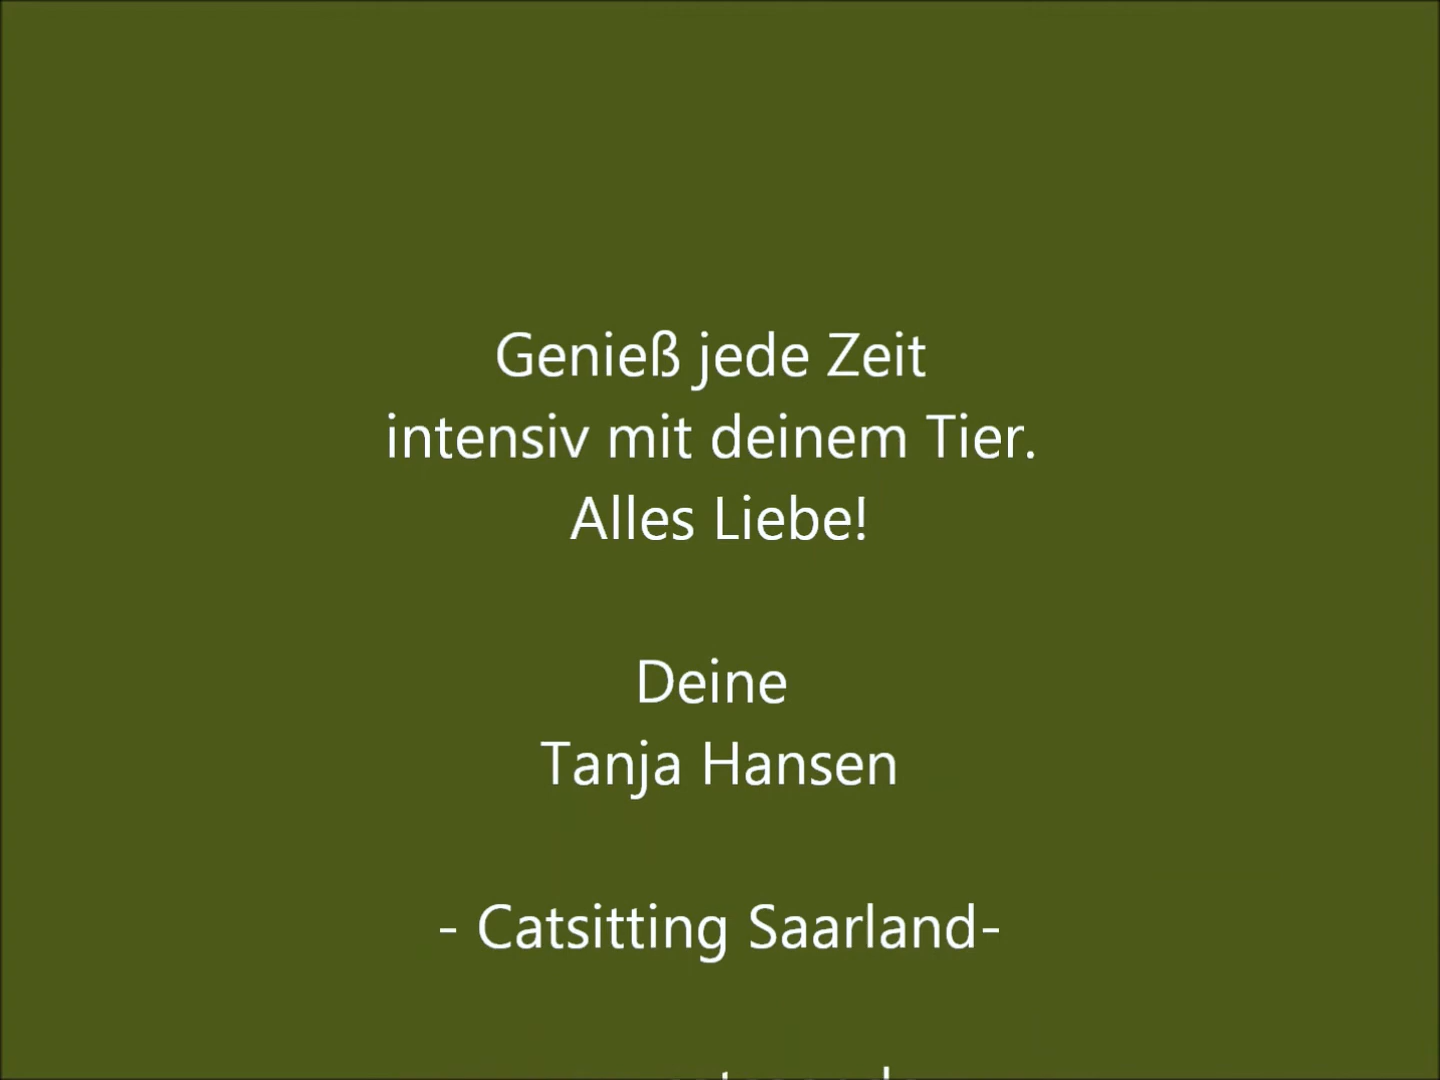 Genieß jede Zeit
intensiv mit deinem Tier.
Alles Liebe!
Deine
Tanja Hansen
- Catsitting Saarland-